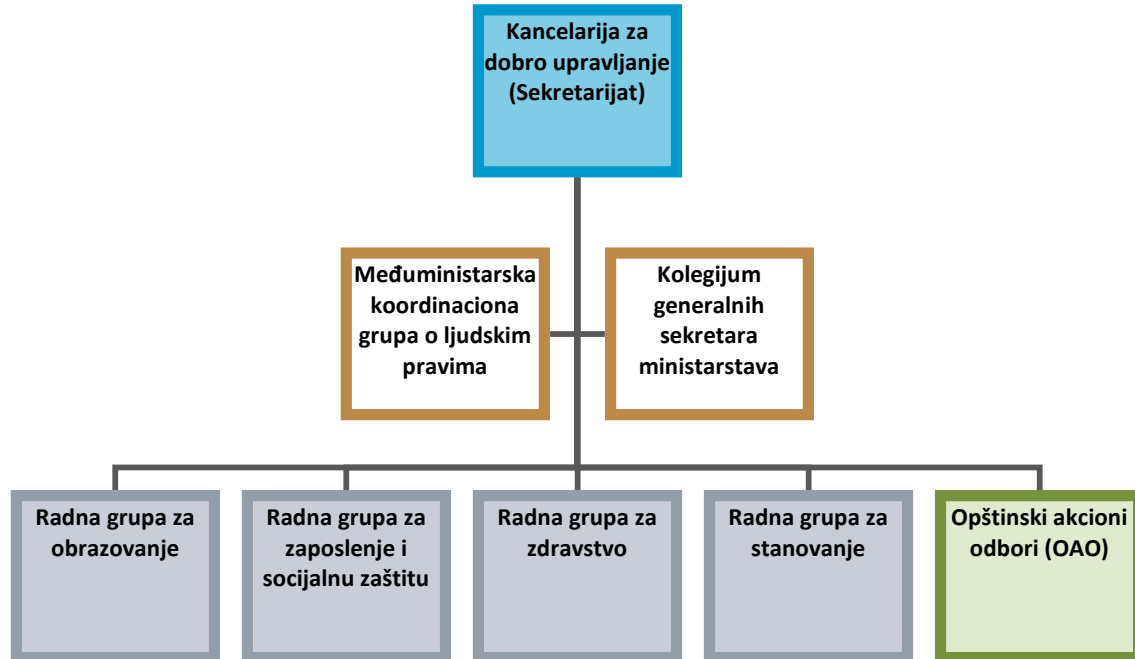 Kancelarija za
dobro upravljanje
(Sekretarijat)
Međuministarska
koordinaciona
grupa o ljudskim
pravima
Kolegijum
generalnih
sekretara
ministarstava
Radna grupa za
obrazovanje
Radna grupa za
zaposlenje i
socijalnu zaštitu
Radna grupa za
zdravstvo
Radna grupa za
stanovanje
Opštinski akcioni
odbori (OAO)